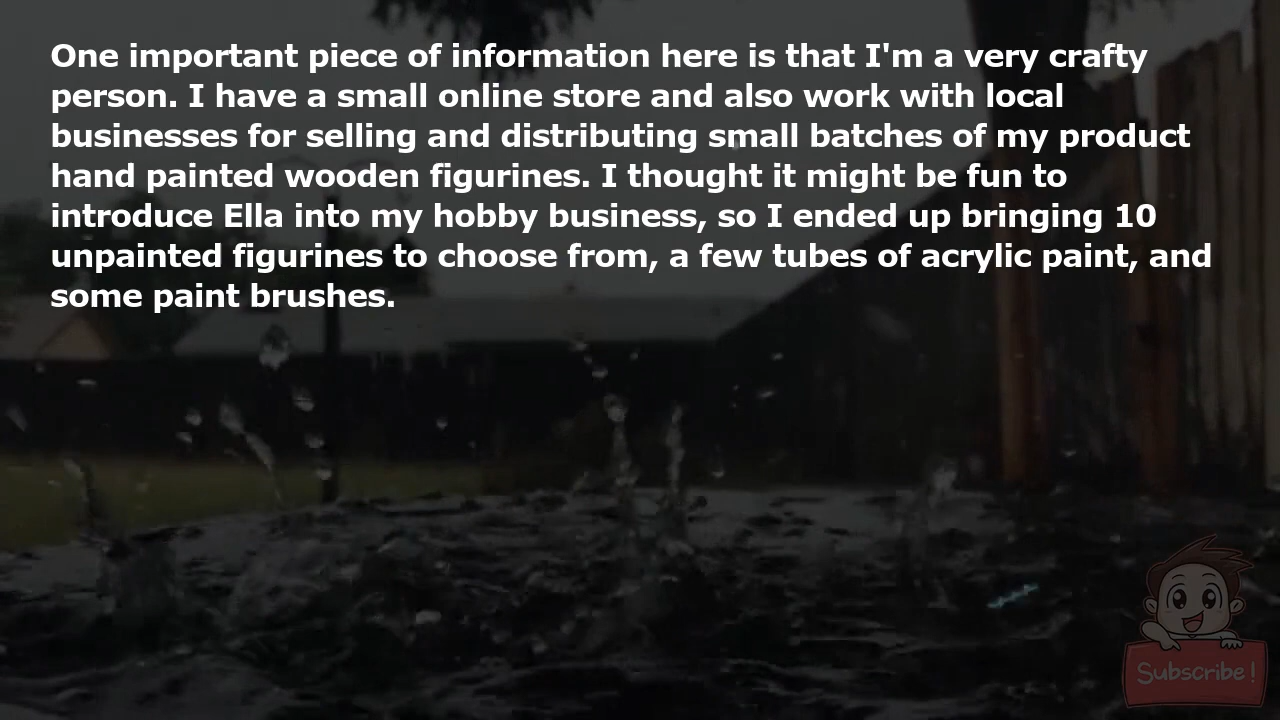 One important piece of information here is that I'm a very crafty
person. I have a small online store and also work with local
businesses for selling and distributing small batches of my product
hand painted wooden figurines. I thought it might be fun to
introduce Ella into my hobby business, so I ended up bringing 10
unpainted figurines to choose from, a few tubes of acrylic paint, and
some paint brushes.
Subscribe!